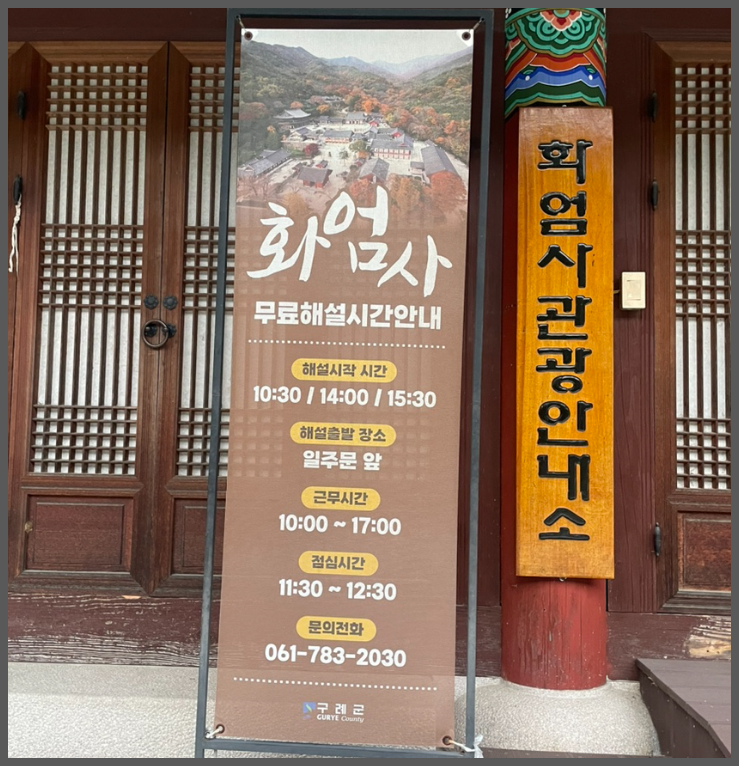 화엄사
무료해설시간안내
해설시작 시간
10:30 / 14:00 / 15:30
해설출발 장소
일주문 앞
근무시간
10:00 ~ 17:00
점심시간
11:30 ~ 12:30
문의전화
061-783-2030
구례군
GURYE County
화엄사관광안내소